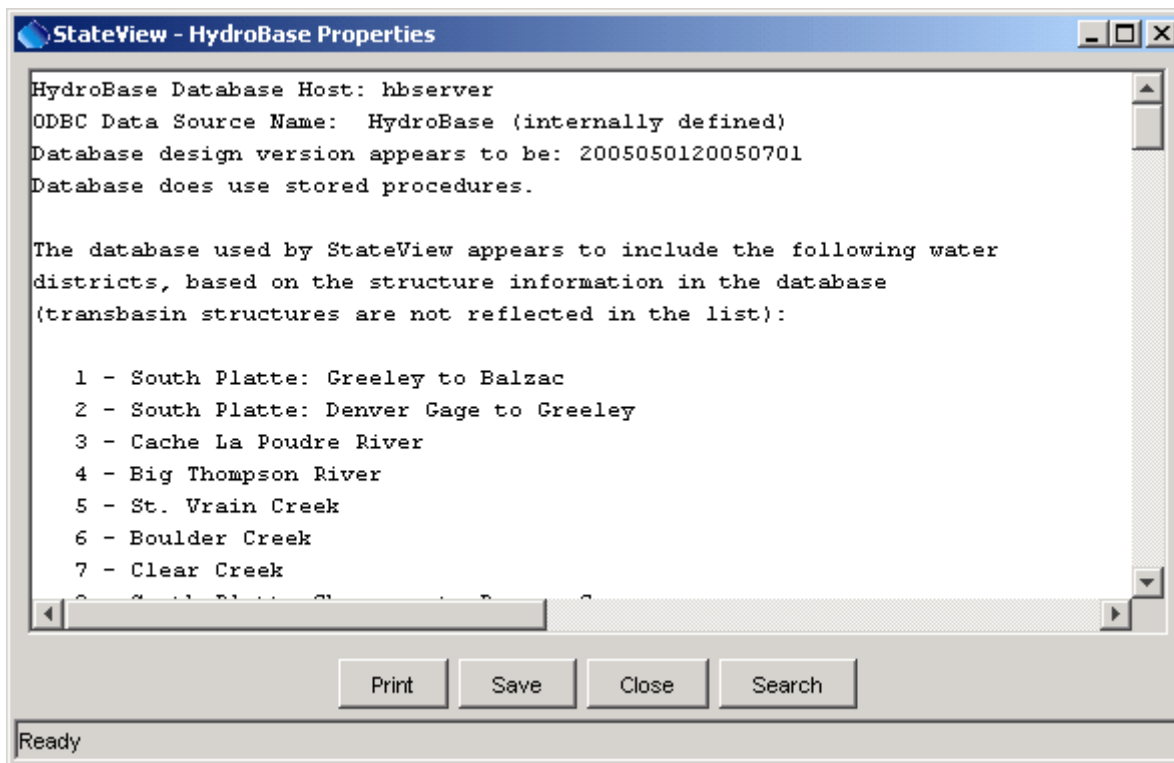 StateView - HydroBase Properties
HydroBase Database Host: hbserver
ODBC Data Source Name:  HydroBase (internally defined)
Database design version appears to be: 2005050120050701
Database does use stored procedures.
The database used by StateView appears to include the following water
districts, based on the structure information in the database
(transbasin structures are not reflected in the list):
1 - South Platte: Greeley to Balzac
2 - South Platte: Denver Gage to Greeley
3 - Cache La Poudre River
4 - Big Thompson River
5 - St. Vrain Creek
6 - Boulder Creek
7 - Clear Creek
Print Save Close Search
Ready